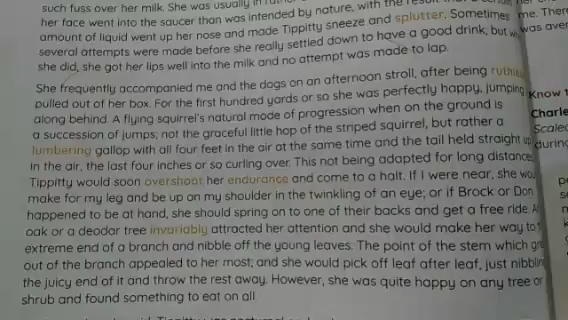 such fuss over her milk. She was usually in
her face went into the saucer than was intended by nature, with the result
amount of liquid went up her nose and made Tippitty sneeze and splutter. Sometimes
several attempts were made before she really settled down to have a good drink, but
she did, she got her lips well into the milk and no attempt was made to lap.
She frequently accompanied me and the dogs on an afternoon stroll, after being
pulled out of her box. For the first hundred yards or so she was perfectly happy, jumping
along behind. A flying squirrel's natural mode of progression when on the ground is
a succession of jumps; not the graceful little hop of the striped squirrel, but rather a
lumbering gallop with all four feet in the air at the same time and the tail held straight up
in the air, the last four inches or so curling over. This not being adapted for long distance
Tippitty would soon overshoot her endurance and come to a halt. If I were near, she
make for my leg and be up on my shoulder in the twinkling of an eye; or if Brock or Don
happened to be at hand, she should spring on to one of their backs and get a free ride.
oak or a deodar tree invariably attracted her attention and she would make her way to
extreme end of a branch and nibble off the young leaves. The point of the stem which
out of the branch appealed to her most; and she would pick off leaf after leaf, just nibblin
the juicy end of it and throw the rest away. However, she was quite happy on any tree or
shrub and found something to eat on all
me. Ther
was aver
Know
Charle
Scaled
during